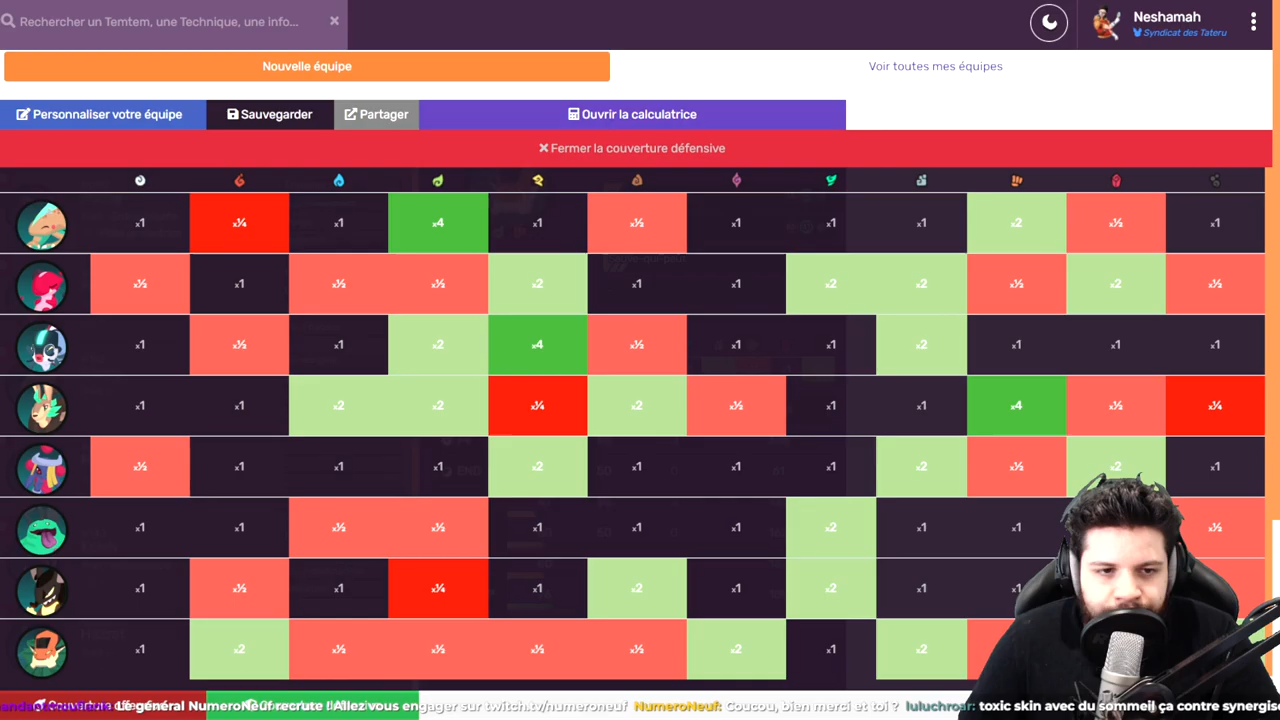 Rechercher un Temtem, une Technique, une info... ×
Neshamah
Syndicat des Tateru
Nouvelle équipe
Voir toutes mes équipes
Personnaliser votre équipe
Sauvegarder
Partager
Ouvrir la calculatrice
Fermer la couverture défensive
x1 x¼ x1 x4 x1 x½ x1 x1 x1 x2 x½ x1
x½ x1 x½ x½ x2 x1 x1 x2 x2 x½ x2 x½
x1 x½ x1 x2 x4 x½ x1 x1 x2 x1 x1 x1
x1 x1 x2 x2 x¼ x2 x½ x1 x1 x4 x½ x¼
x½ x1 x1 x1 x2 x1 x1 x1 x2 x½ x2 x1
x1 x1 x½ x½ x1 x1 x1 x2 x1 x1 x½
x1 x½ x1 x¼ x1 x2 x1 x2 x1 x1
x1 x2 x½ x½ x½ x½ x2 x1 x2
Le général NumeroNeuf recrute ! Allez vous engager sur twitch.tv/numeroneuf NumeroNeuf: Coucou, bien merci et toi ? luluchroar: toxic skin avec du sommeil ça contre synergise